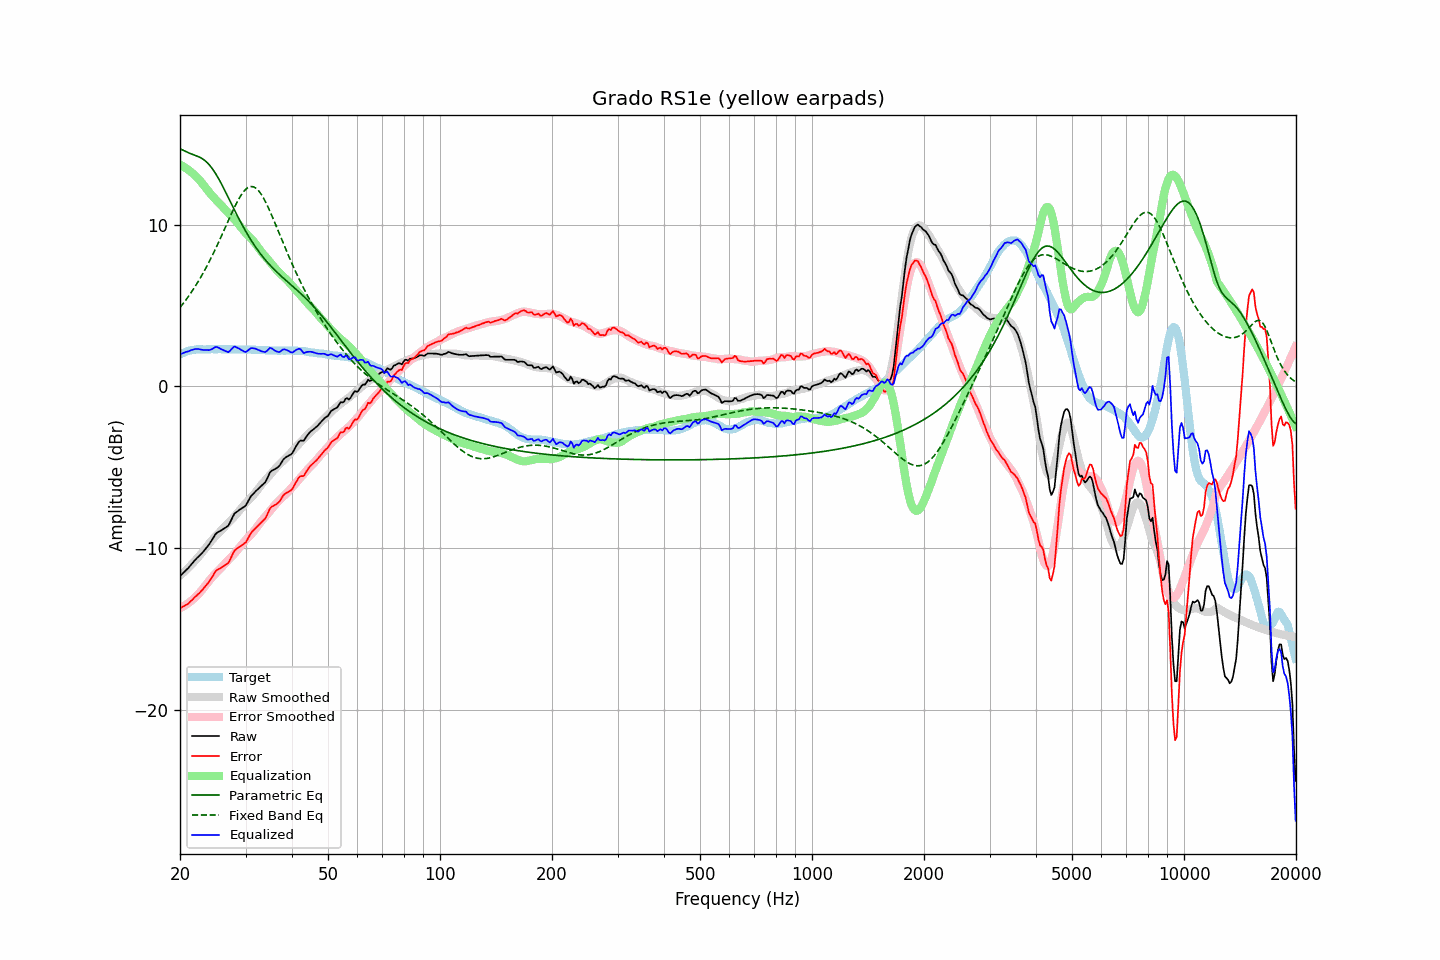 Grado RS1e (yellow earpads)
Amplitude (dBr)
10
0
−10
−20
Target
Raw Smoothed
Error Smoothed
Raw
Error
Equalization
Parametric Eq
Fixed Band Eq
Equalized
20 50 100 200 500 1000 2000 5000 10000 20000
Frequency (Hz)